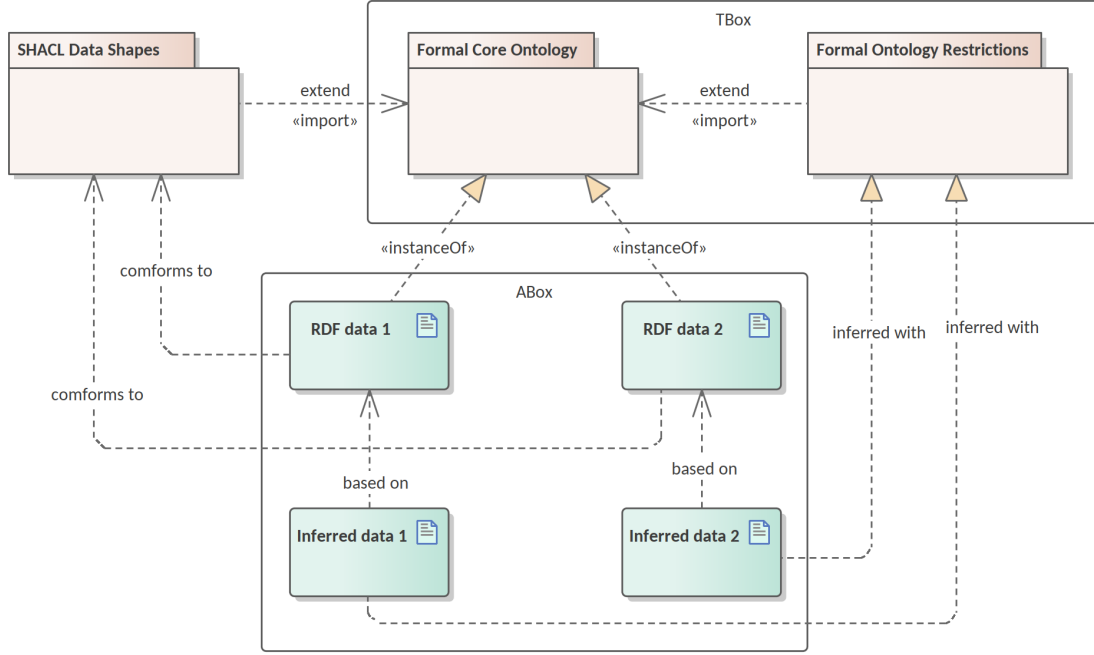 TBox
SHACL Data Shapes
Formal Core Ontology
Formal Ontology Restrictions
extend
«import»
extend
«import»
«instanceOf»
«instanceOf»
comforms to
ABox
RDF data 1
RDF data 2
inferred with
inferred with
comforms to
based on
based on
Inferred data 1
Inferred data 2